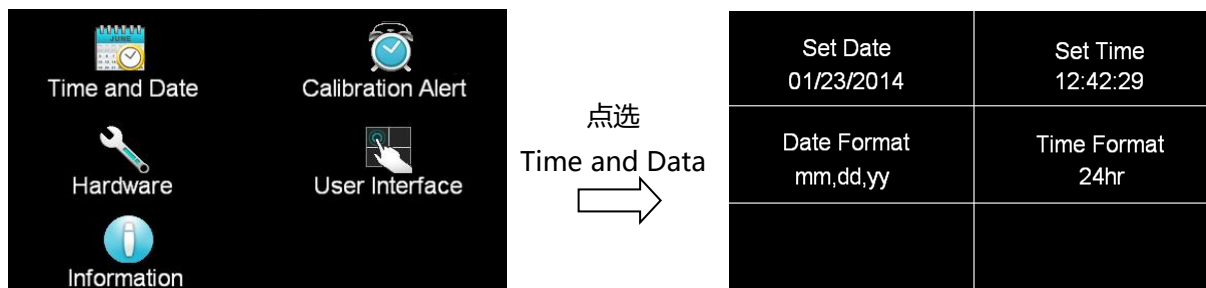 JUNE
Time and Date
Calibration Alert
Hardware
User Interface
Information
点选
Time and Data
Set Date
01/23/2014
Set Time
12:42:29
Date Format
mm,dd,yy
Time Format
24hr